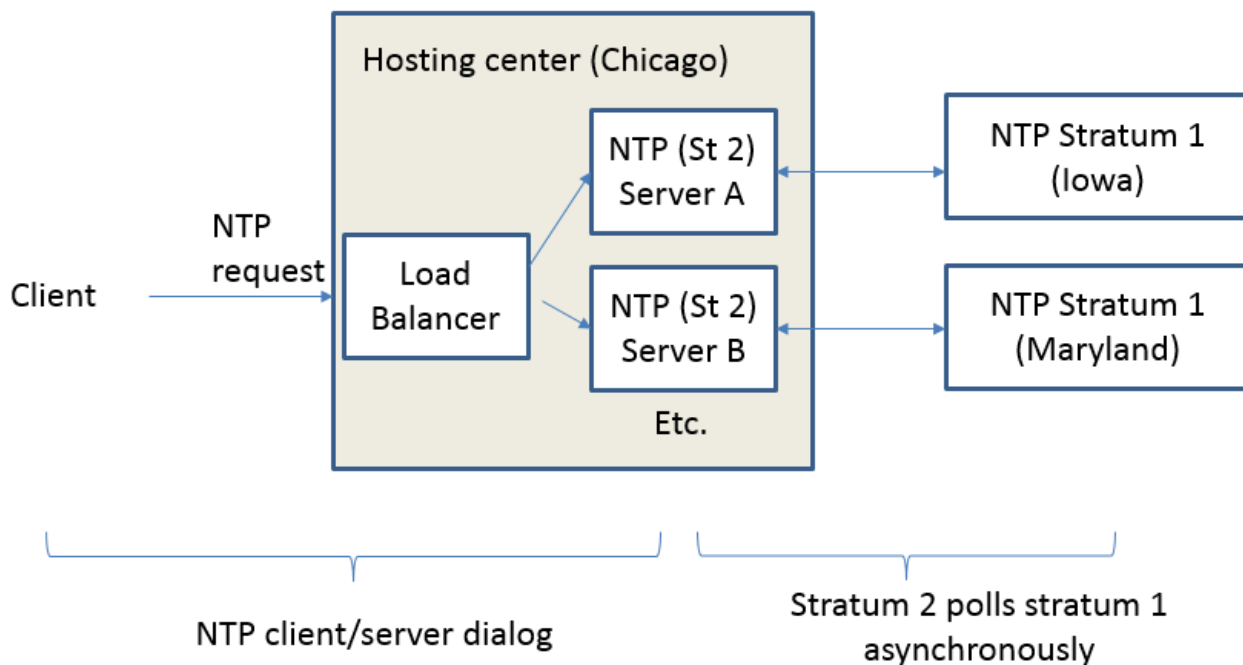 Hosting center (Chicago)
NTP (St 2)
Server A
NTP Stratum 1
(Iowa)
NTP
request
Client
Load
Balancer
NTP (St 2)
Server B
NTP Stratum 1
(Maryland)
Etc.
NTP client/server dialog
Stratum 2 polls stratum 1
asynchronously